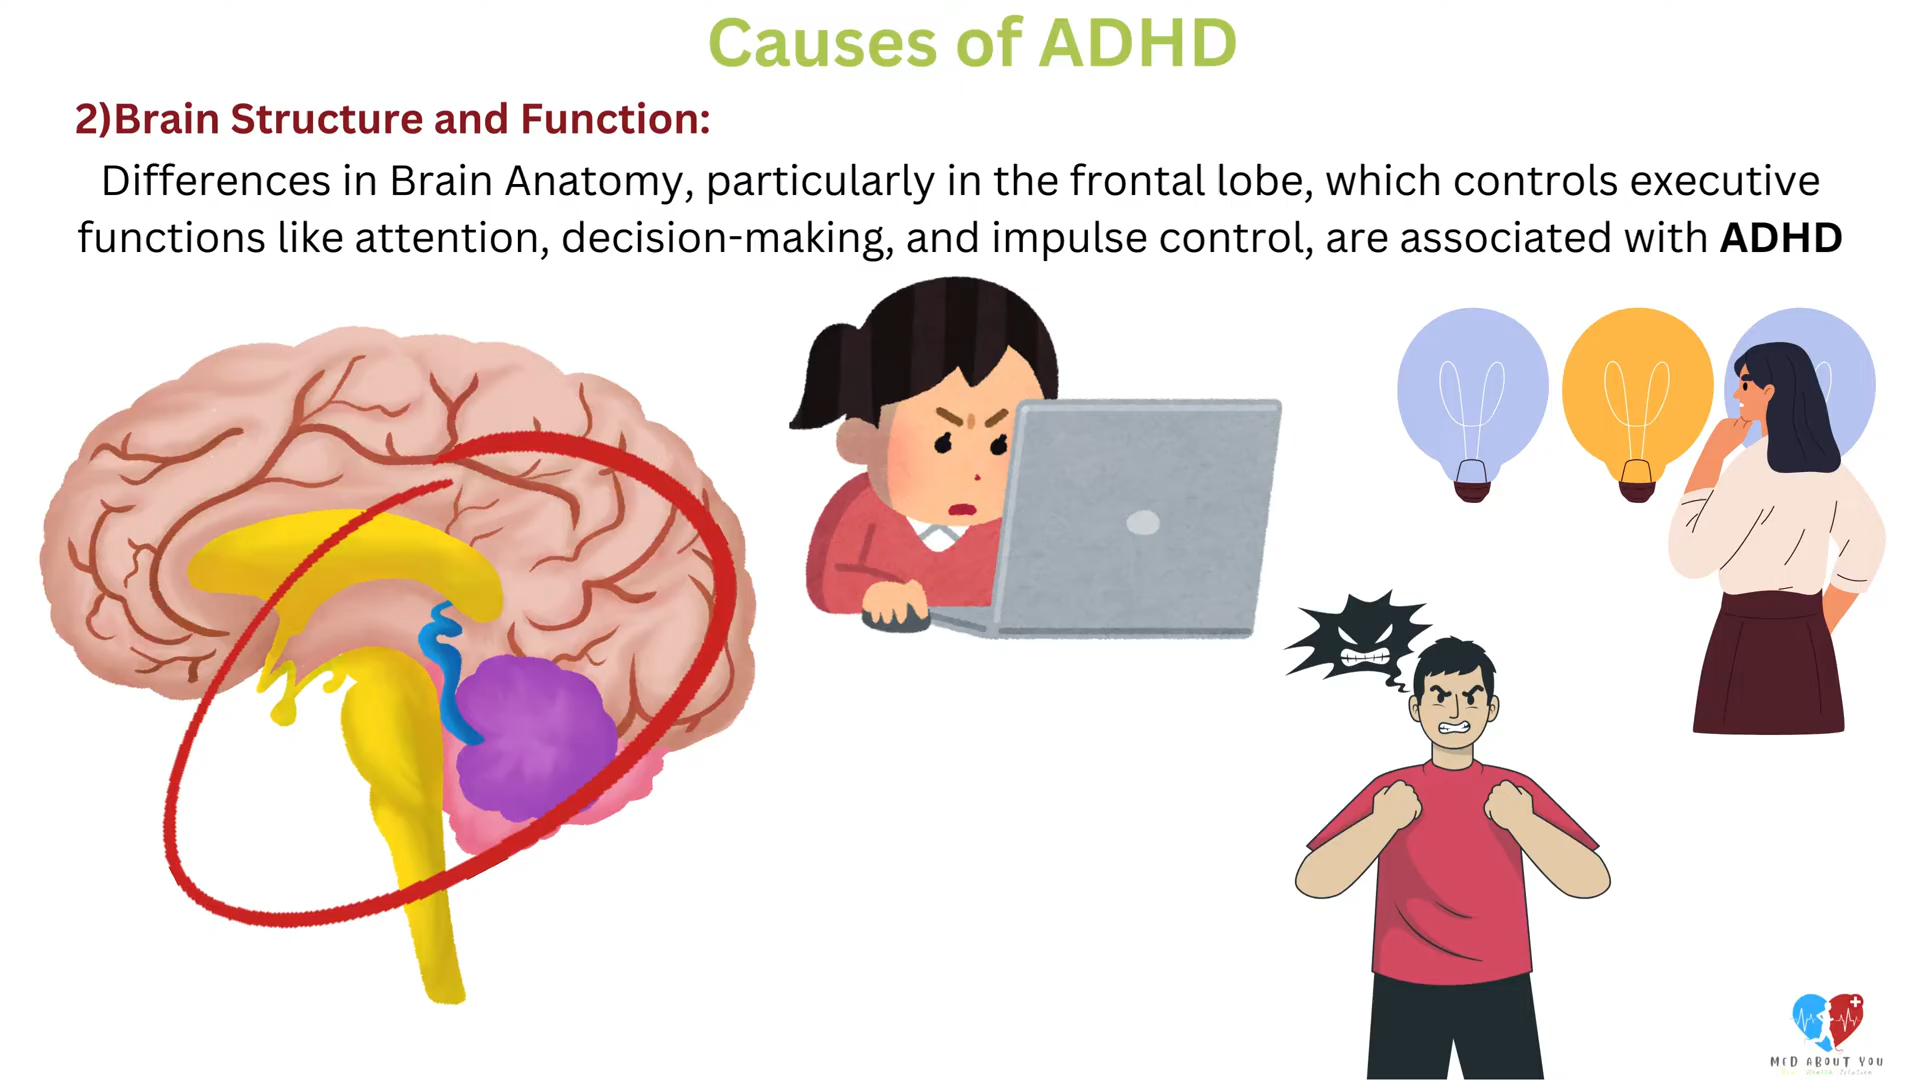 Causes of ADHD
2)Brain Structure and Function:
Differences in Brain Anatomy, particularly in the frontal lobe, which controls executive
functions like attention, decision-making, and impulse control, are associated with ADHD
MED ABOUT YOU